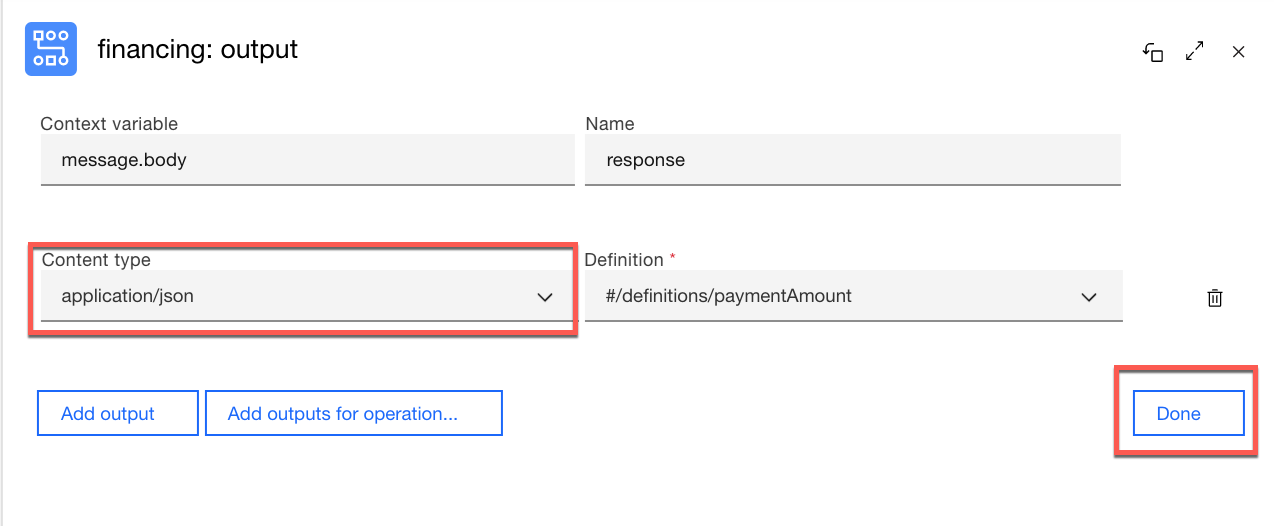 financing: output
Context variable
Name
message.body
response
Content type
Definition *
application/json
#/definitions/paymentAmount
Add output
Add outputs for operation...
Done